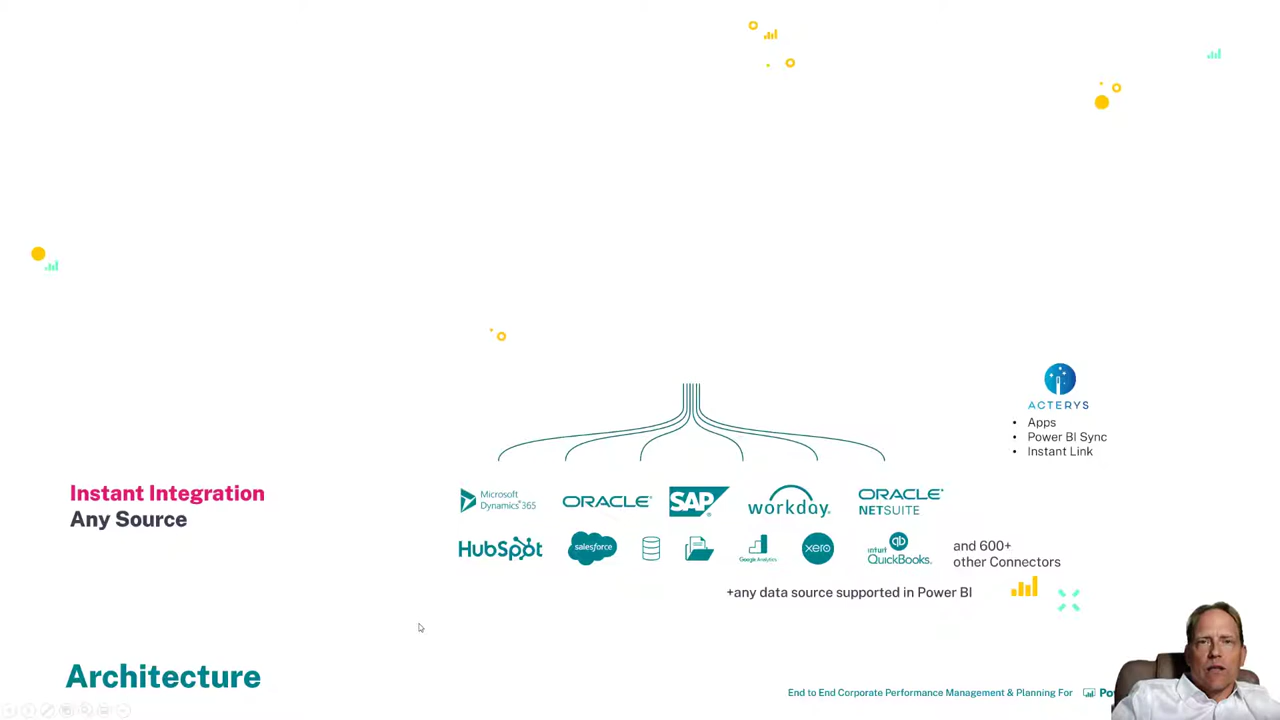 ACTERYS
• Apps
• Power BI Sync
• Instant Link
Instant Integration
Any Source
Microsoft
Dynamics 365
ORACLE
SAP
workday.
ORACLE
NETSUITE
HubSpot
salesforce
Google Analytics
xero
intuit
qb
QuickBooks.
and 600+
other Connectors
+any data source supported in Power BI
Architecture
End to End Corporate Performance Management & Planning For